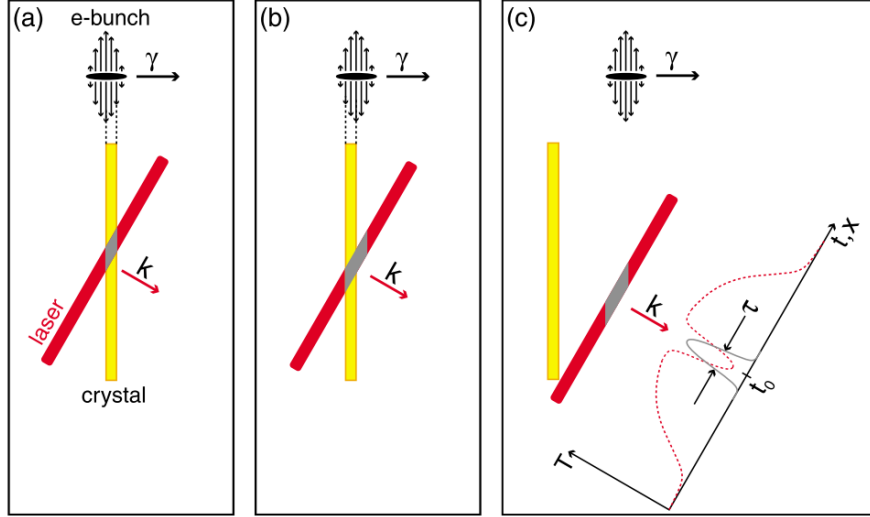 (a)
e-bunch
γ
k
laser
crystal
(b)
γ
k
(c)
γ
k
τ
t,x
t₀
T